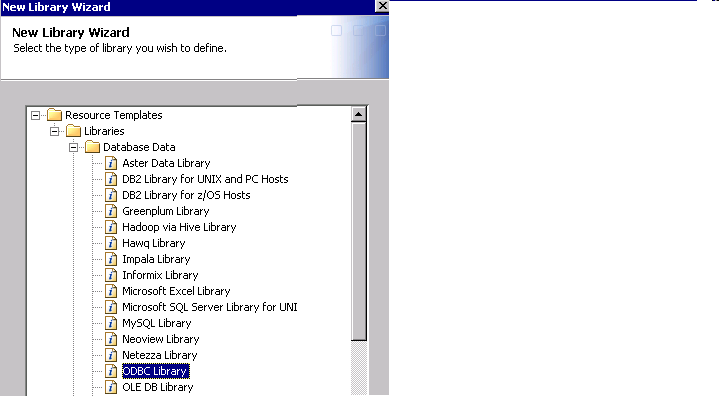 New Library Wizard
New Library Wizard
Select the type of library you wish to define.
Resource Templates
Libraries
Database Data
Aster Data Library
DB2 Library for UNIX and PC Hosts
DB2 Library for z/OS Hosts
Greenplum Library
Hadoop via Hive Library
Hawq Library
Impala Library
Informix Library
Microsoft Excel Library
Microsoft SQL Server Library for UNI
MySQL Library
Neoview Library
Netezza Library
ODBC Library
OLE DB Library